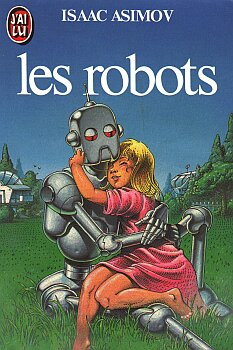 J'AI
LU
ISAAC ASIMOV
les robots